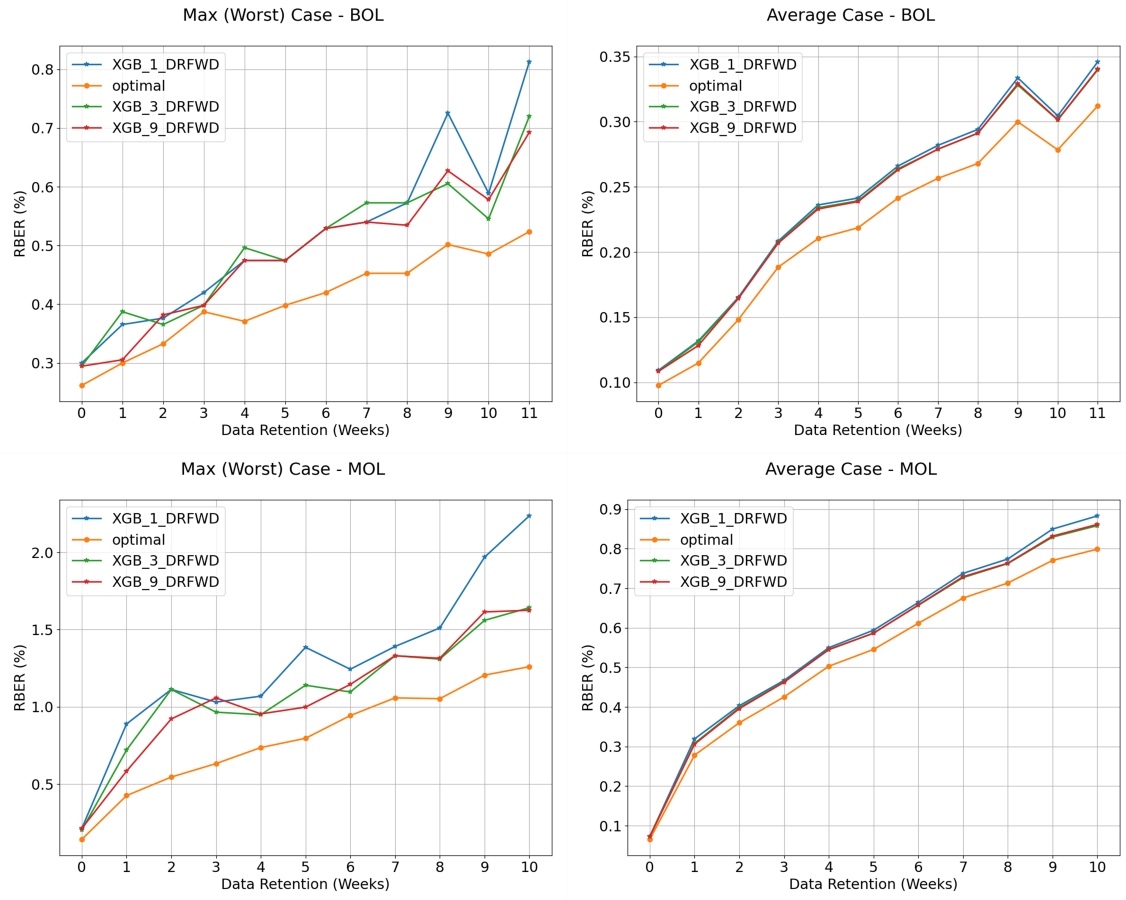 Max (Worst) Case - BOL
XGB_1_DRFWD
optimal
XGB_3_DRFWD
XGB_9_DRFWD
RBER (%)
0.8
0.7
0.6
0.5
0.4
0.3
0 1 2 3 4 5 6 7 8 9 10 11
Data Retention (Weeks)
Average Case - BOL
XGB_1_DRFWD
optimal
XGB_3_DRFWD
XGB_9_DRFWD
RBER (%)
0.35
0.30
0.25
0.20
0.15
0.10
0 1 2 3 4 5 6 7 8 9 10 11
Data Retention (Weeks)
Max (Worst) Case - MOL
XGB_1_DRFWD
optimal
XGB_3_DRFWD
XGB_9_DRFWD
RBER (%)
2.0
1.5
1.0
0.5
0 1 2 3 4 5 6 7 8 9 10
Data Retention (Weeks)
Average Case - MOL
XGB_1_DRFWD
optimal
XGB_3_DRFWD
XGB_9_DRFWD
RBER (%)
0.9
0.8
0.7
0.6
0.5
0.4
0.3
0.2
0.1
0 1 2 3 4 5 6 7 8 9 10
Data Retention (Weeks)